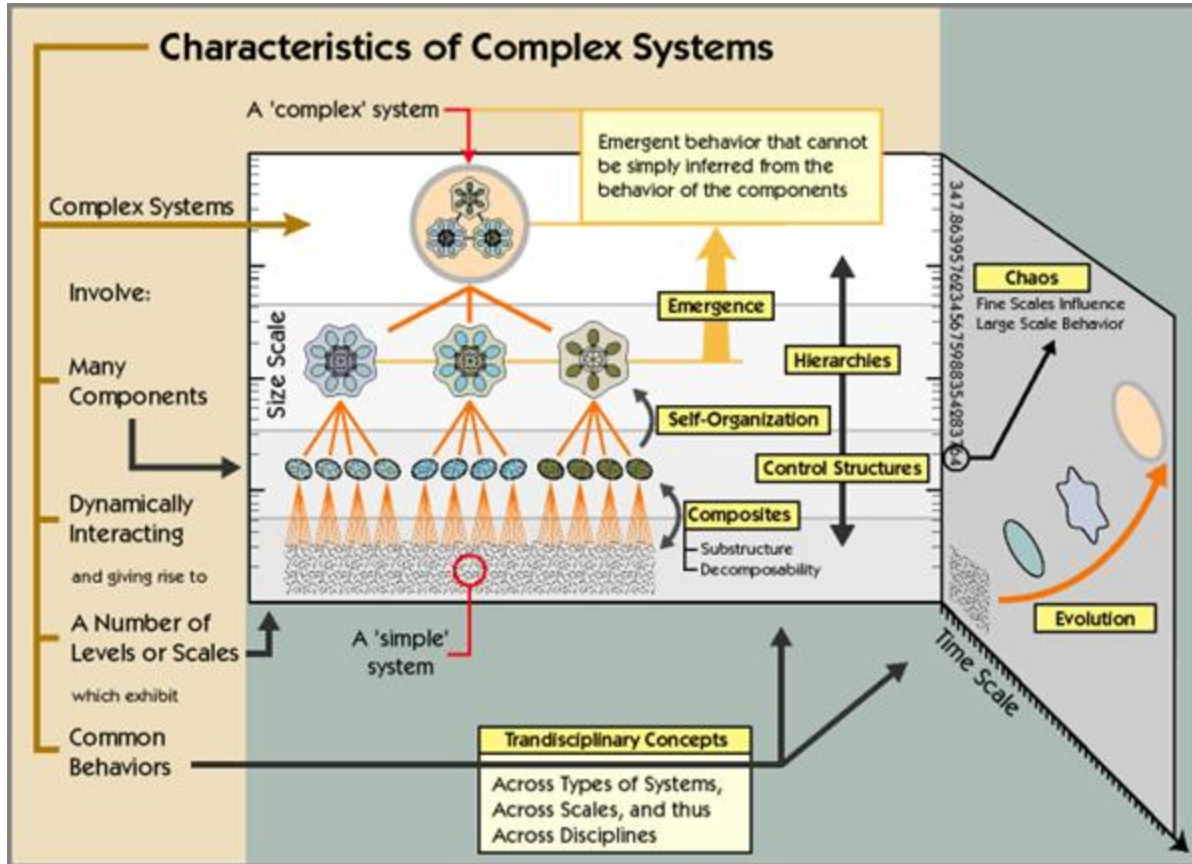 Characteristics of Complex Systems
A 'complex' system
Emergent behavior that cannot
be simply inferred from the
behavior of the components
Complex Systems
Involve:
Many
Components
Dynamically
Interacting
and giving rise to
A Number of
Levels or Scales
which exhibit
Common
Behaviors
Size Scale
Emergence
Hierarchies
Self-Organization
Control Structures
Composites
Substructure
Decomposability
A 'simple'
system
Chaos
Fine Scales Influence
Large Scale Behavior
Evolution
Time Scale
Trandisciplinary Concepts
Across Types of Systems,
Across Scales, and thus
Across Disciplines